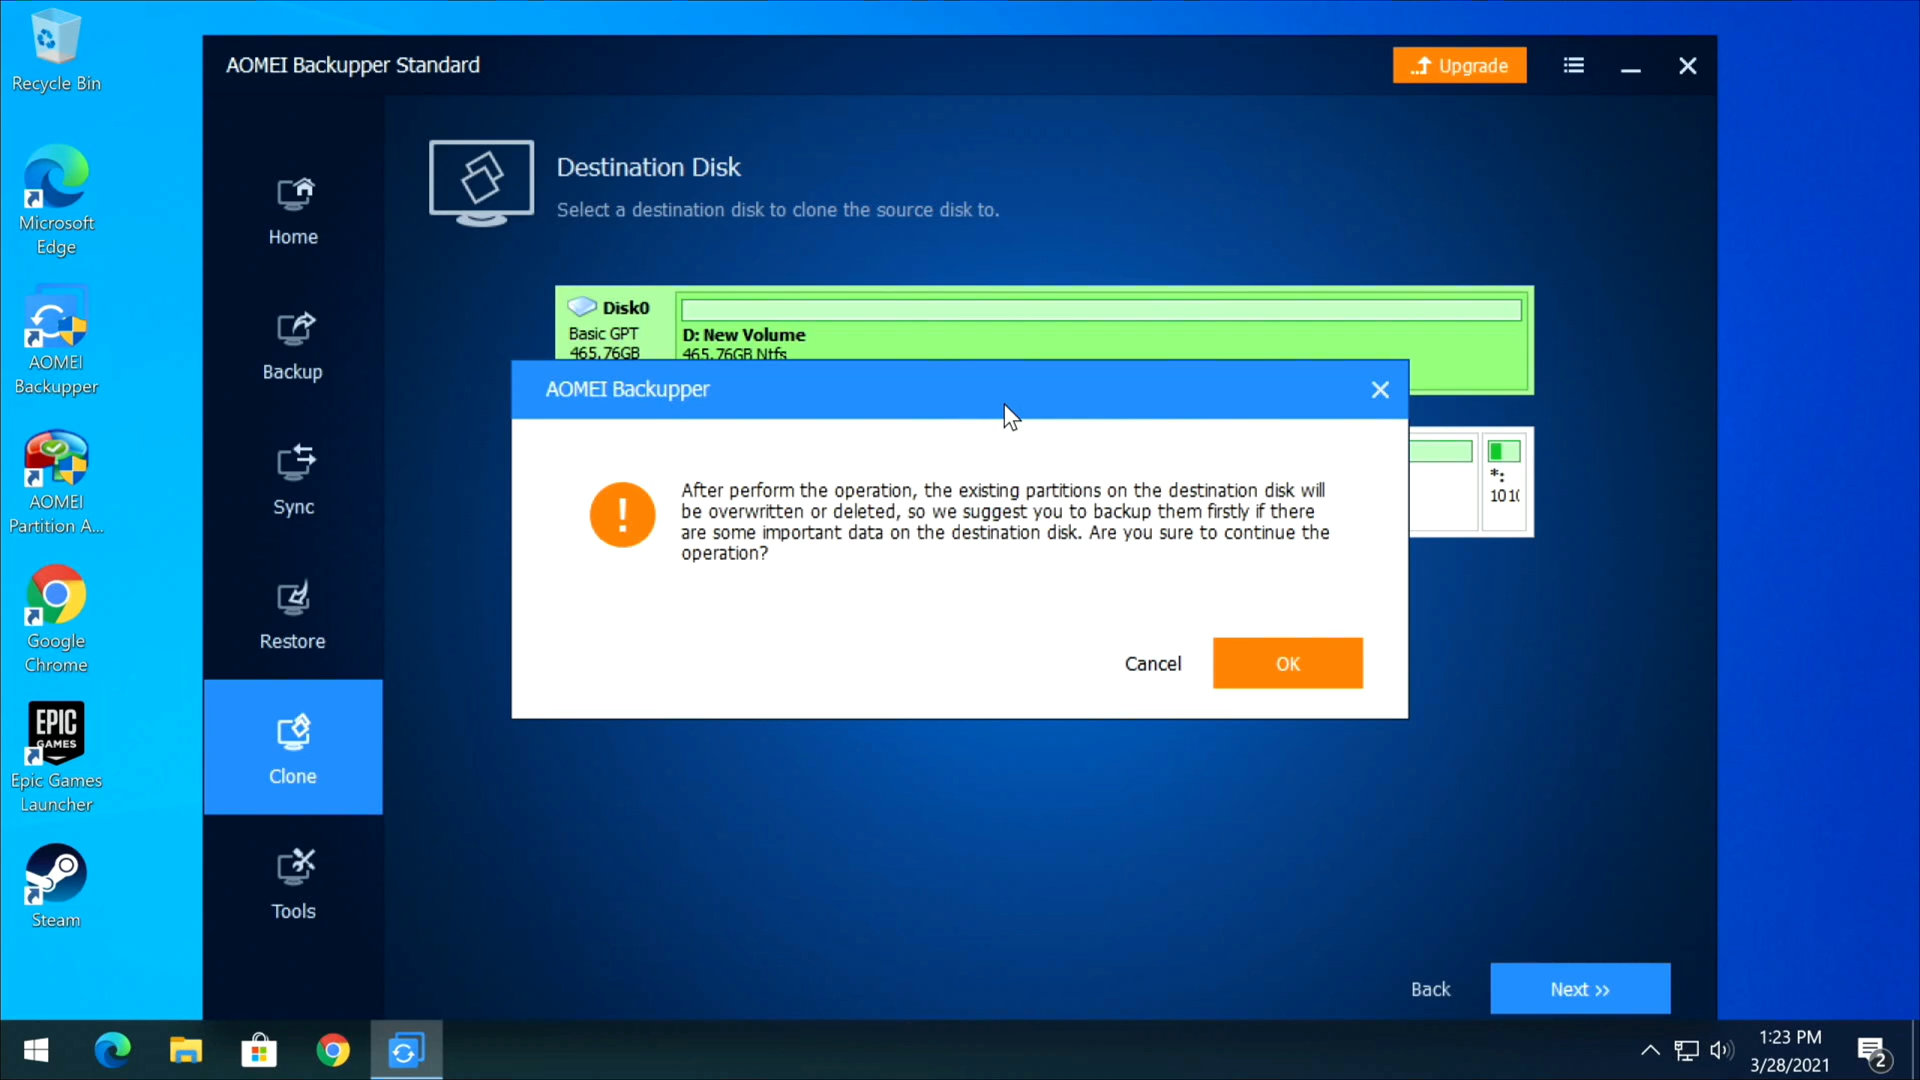 Recycle Bin
Microsoft
Edge
AOMEI
Backupper
AOMEI
Partition A...
Google
Chrome
EPIC
GAMES
Epic Games
Launcher
Steam
AOMEI Backupper Standard
Upgrade
Home
Backup
Sync
Restore
Clone
Tools
Destination Disk
Select a destination disk to clone the source disk to.
Disk0
Basic GPT
465.76GB
D: New Volume
465.76GB Ntfs
*:
AOMEI Backupper
After perform the operation, the existing partitions on the destination disk will
be overwritten or deleted, so we suggest you to backup them firstly if there
are some important data on the destination disk. Are you sure to continue the
operation?
Cancel
OK
Back
Next >>
1:23 PM
3/28/2021
2